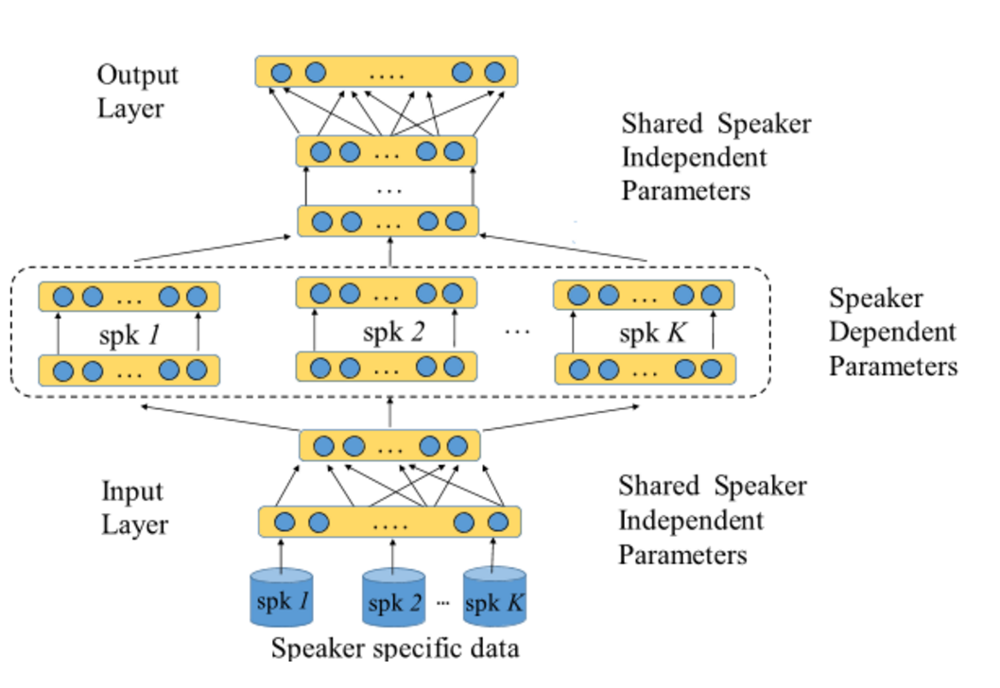 Output
Layer
....
Shared Speaker
Independent
Parameters
...
...
...
...
spk 1
...
...
spk 2
...
...
...
spk K
...
Speaker
Dependent
Parameters
...
Input
Layer
....
Shared Speaker
Independent
Parameters
spk 1
spk 2
...
spk K
Speaker specific data